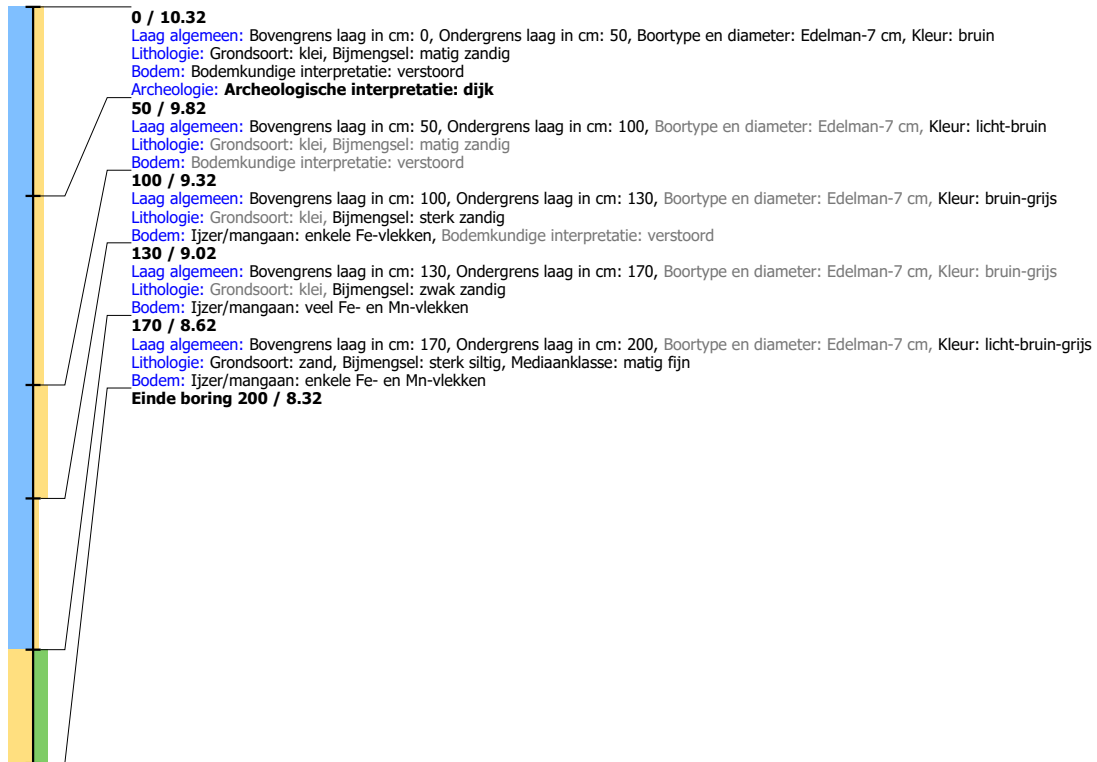 0 / 10.32
Laag algemeen: Bovengrens laag in cm: 0, Ondergrens laag in cm: 50, Boortype en diameter: Edelman-7 cm, Kleur: bruin
Lithologie: Grondsoort: klei, Bijmengsel: matig zandig
Bodem: Bodemkundige interpretatie: verstoord
Archeologie: Archeologische interpretatie: dijk
50 / 9.82
Laag algemeen: Bovengrens laag in cm: 50, Ondergrens laag in cm: 100, Boortype en diameter: Edelman-7 cm, Kleur: licht-bruin
Lithologie: Grondsoort: klei, Bijmengsel: matig zandig
Bodem: Bodemkundige interpretatie: verstoord
100 / 9.32
Laag algemeen: Bovengrens laag in cm: 100, Ondergrens laag in cm: 130, Boortype en diameter: Edelman-7 cm, Kleur: bruin-grijs
Lithologie: Grondsoort: klei, Bijmengsel: sterk zandig
Bodem: Ijzer/mangaan: enkele Fe-vlekken, Bodemkundige interpretatie: verstoord
130 / 9.02
Laag algemeen: Bovengrens laag in cm: 130, Ondergrens laag in cm: 170, Boortype en diameter: Edelman-7 cm, Kleur: bruin-grijs
Lithologie: Grondsoort: klei, Bijmengsel: zwak zandig
Bodem: Ijzer/mangaan: veel Fe- en Mn-vlekken
170 / 8.62
Laag algemeen: Bovengrens laag in cm: 170, Ondergrens laag in cm: 200, Boortype en diameter: Edelman-7 cm, Kleur: licht-bruin-grijs
Lithologie: Grondsoort: zand, Bijmengsel: sterk siltig, Mediaanklasse: matig fijn
Bodem: Ijzer/mangaan: enkele Fe- en Mn-vlekken
Einde boring 200 / 8.32